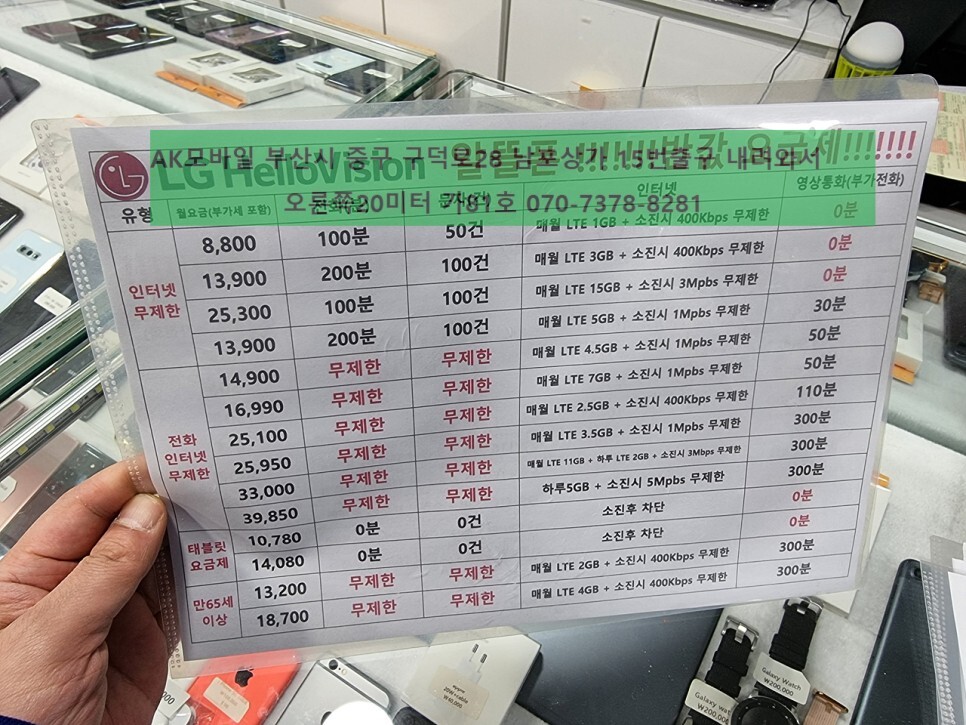 AK모바일 부산시 중구 구덕로28 남포상가 15번출구 내려와서
오른쪽20미터 가81호 070-7378-8281
LG HelloVision 알뜰폰 !!!!!!반값 요금제!!!!!!!
유형 월요금(부가세 포함) 인터넷 영상통화(부가전화)
8,800 100분 50건 매월 LTE 1GB + 소진시 400Kbps 무제한 0분
13,900 200분 100건 매월 LTE 3GB + 소진시 400Kbps 무제한 0분
인터넷
무제한
25,300 100분 100건 매월 LTE 15GB + 소진시 3Mpbs 무제한 0분
13,900 200분 100건 매월 LTE 5GB + 소진시 1Mpbs 무제한 30분
14,900 무제한 무제한 매월 LTE 4.5GB + 소진시 1Mpbs 무제한 50분
16,990 무제한 무제한 매월 LTE 7GB + 소진시 1Mpbs 무제한 50분
25,100 무제한 무제한 매월 LTE 2.5GB + 소진시 400Kbps 무제한 110분
전화
인터넷
무제한
25,950 무제한 무제한 매월 LTE 3.5GB + 소진시 1Mpbs 무제한 300분
33,000 무제한 무제한 매월 LTE 11GB + 하루 LTE 2GB + 소진시 3Mpbs 무제한 300분
39,850 무제한 무제한 하루5GB + 소진시 5Mpbs 무제한 300분
태블릿
요금제
10,780 0분 0건 소진후 차단 0분
14,080 0분 0건 소진후 차단 0분
만65세
이상
13,200 무제한 무제한 매월 LTE 2GB + 소진시 400Kbps 무제한 300분
18,700 무제한 무제한 매월 LTE 4GB + 소진시 400Kbps 무제한 300분
Galaxy Watch
₩200,000
Galaxy Watch
₩200,000